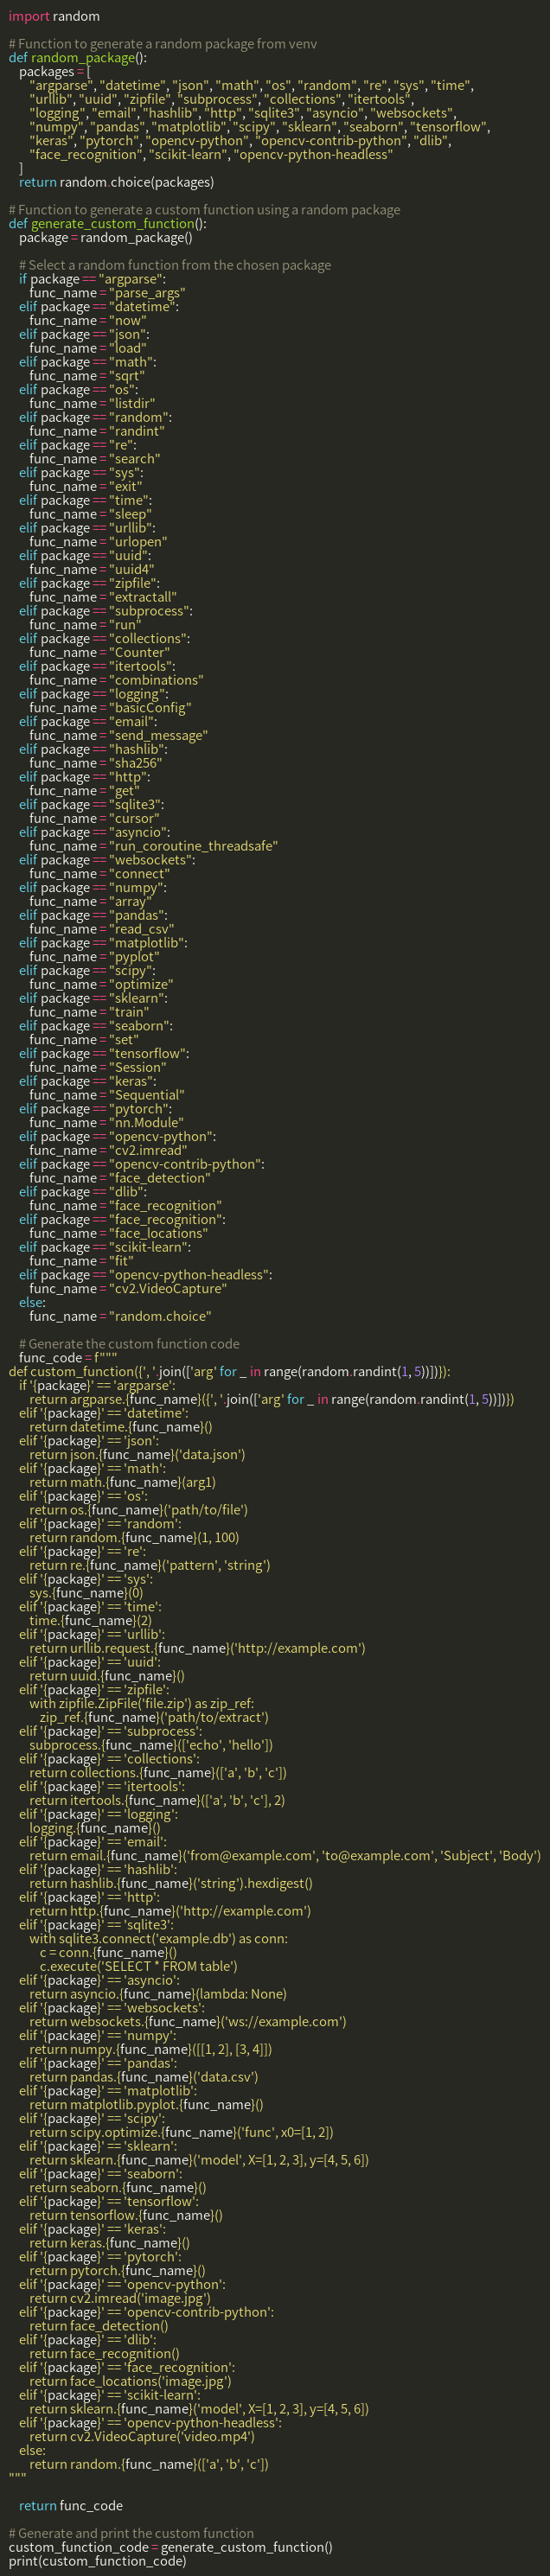 import random

# Function to generate a random package from venv
def random_package():
    packages = [
        "argparse", "datetime", "json", "math", "os", "random", "re", "sys", "time",
        "urllib", "uuid", "zipfile", "subprocess", "collections", "itertools",
        "logging", "email", "hashlib", "http", "sqlite3", "asyncio", "websockets",
        "numpy", "pandas", "matplotlib", "scipy", "sklearn", "seaborn", "tensorflow",
        "keras", "pytorch", "opencv-python", "opencv-contrib-python", "dlib",
        "face_recognition", "scikit-learn", "opencv-python-headless"
    ]
    return random.choice(packages)

# Function to generate a custom function using a random package
def generate_custom_function():
    package = random_package()

    # Select a random function from the chosen package
    if package == "argparse":
        func_name = "parse_args"
    elif package == "datetime":
        func_name = "now"
    elif package == "json":
        func_name = "load"
    elif package == "math":
        func_name = "sqrt"
    elif package == "os":
        func_name = "listdir"
    elif package == "random":
        func_name = "randint"
    elif package == "re":
        func_name = "search"
    elif package == "sys":
        func_name = "exit"
    elif package == "time":
        func_name = "sleep"
    elif package == "urllib":
        func_name = "urlopen"
    elif package == "uuid":
        func_name = "uuid4"
    elif package == "zipfile":
        func_name = "extractall"
    elif package == "subprocess":
        func_name = "run"
    elif package == "collections":
        func_name = "Counter"
    elif package == "itertools":
        func_name = "combinations"
    elif package == "logging":
        func_name = "basicConfig"
    elif package == "email":
        func_name = "send_message"
    elif package == "hashlib":
        func_name = "sha256"
    elif package == "http":
        func_name = "get"
    elif package == "sqlite3":
        func_name = "cursor"
    elif package == "asyncio":
        func_name = "run_coroutine_threadsafe"
    elif package == "websockets":
        func_name = "connect"
    elif package == "numpy":
        func_name = "array"
    elif package == "pandas":
        func_name = "read_csv"
    elif package == "matplotlib":
        func_name = "pyplot"
    elif package == "scipy":
        func_name = "optimize"
    elif package == "sklearn":
        func_name = "train"
    elif package == "seaborn":
        func_name = "set"
    elif package == "tensorflow":
        func_name = "Session"
    elif package == "keras":
        func_name = "Sequential"
    elif package == "pytorch":
        func_name = "nn.Module"
    elif package == "opencv-python":
        func_name = "cv2.imread"
    elif package == "opencv-contrib-python":
        func_name = "face_detection"
    elif package == "dlib":
        func_name = "face_recognition"
    elif package == "face_recognition":
        func_name = "face_locations"
    elif package == "scikit-learn":
        func_name = "fit"
    elif package == "opencv-python-headless":
        func_name = "cv2.VideoCapture"
    else:
        func_name = "random.choice"

    # Generate the custom function code
    func_code = f"""
def custom_function({', '.join(['arg' for _ in range(random.randint(1, 5))])}):
    if '{package}' == 'argparse':
        return argparse.{func_name}({', '.join(['arg' for _ in range(random.randint(1, 5))])})
    elif '{package}' == 'datetime':
        return datetime.{func_name}()
    elif '{package}' == 'json':
        return json.{func_name}('data.json')
    elif '{package}' == 'math':
        return math.{func_name}(arg1)
    elif '{package}' == 'os':
        return os.{func_name}('path/to/file')
    elif '{package}' == 'random':
        return random.{func_name}(1, 100)
    elif '{package}' == 're':
        return re.{func_name}('pattern', 'string')
    elif '{package}' == 'sys':
        sys.{func_name}(0)
    elif '{package}' == 'time':
        time.{func_name}(2)
    elif '{package}' == 'urllib':
        return urllib.request.{func_name}('http://example.com')
    elif '{package}' == 'uuid':
        return uuid.{func_name}()
    elif '{package}' == 'zipfile':
        with zipfile.ZipFile('file.zip') as zip_ref:
            zip_ref.{func_name}('path/to/extract')
    elif '{package}' == 'subprocess':
        subprocess.{func_name}(['echo', 'hello'])
    elif '{package}' == 'collections':
        return collections.{func_name}(['a', 'b', 'c'])
    elif '{package}' == 'itertools':
        return itertools.{func_name}(['a', 'b', 'c'], 2)
    elif '{package}' == 'logging':
        logging.{func_name}()
    elif '{package}' == 'email':
        return email.{func_name}('from@example.com', 'to@example.com', 'Subject', 'Body')
    elif '{package}' == 'hashlib':
        return hashlib.{func_name}('string').hexdigest()
    elif '{package}' == 'http':
        return http.{func_name}('http://example.com')
    elif '{package}' == 'sqlite3':
        with sqlite3.connect('example.db') as conn:
            c = conn.{func_name}()
            c.execute('SELECT * FROM table')
    elif '{package}' == 'asyncio':
        return asyncio.{func_name}(lambda: None)
    elif '{package}' == 'websockets':
        return websockets.{func_name}('ws://example.com')
    elif '{package}' == 'numpy':
        return numpy.{func_name}([[1, 2], [3, 4]])
    elif '{package}' == 'pandas':
        return pandas.{func_name}('data.csv')
    elif '{package}' == 'matplotlib':
        return matplotlib.pyplot.{func_name}()
    elif '{package}' == 'scipy':
        return scipy.optimize.{func_name}('func', x0=[1, 2])
    elif '{package}' == 'sklearn':
        return sklearn.{func_name}('model', X=[1, 2, 3], y=[4, 5, 6])
    elif '{package}' == 'seaborn':
        return seaborn.{func_name}()
    elif '{package}' == 'tensorflow':
        return tensorflow.{func_name}()
    elif '{package}' == 'keras':
        return keras.{func_name}()
    elif '{package}' == 'pytorch':
        return pytorch.{func_name}()
    elif '{package}' == 'opencv-python':
        return cv2.imread('image.jpg')
    elif '{package}' == 'opencv-contrib-python':
        return face_detection()
    elif '{package}' == 'dlib':
        return face_recognition()
    elif '{package}' == 'face_recognition':
        return face_locations('image.jpg')
    elif '{package}' == 'scikit-learn':
        return sklearn.{func_name}('model', X=[1, 2, 3], y=[4, 5, 6])
    elif '{package}' == 'opencv-python-headless':
        return cv2.VideoCapture('video.mp4')
    else:
        return random.{func_name}(['a', 'b', 'c'])
"""

    return func_code

# Generate and print the custom function
custom_function_code = generate_custom_function()
print(custom_function_code)